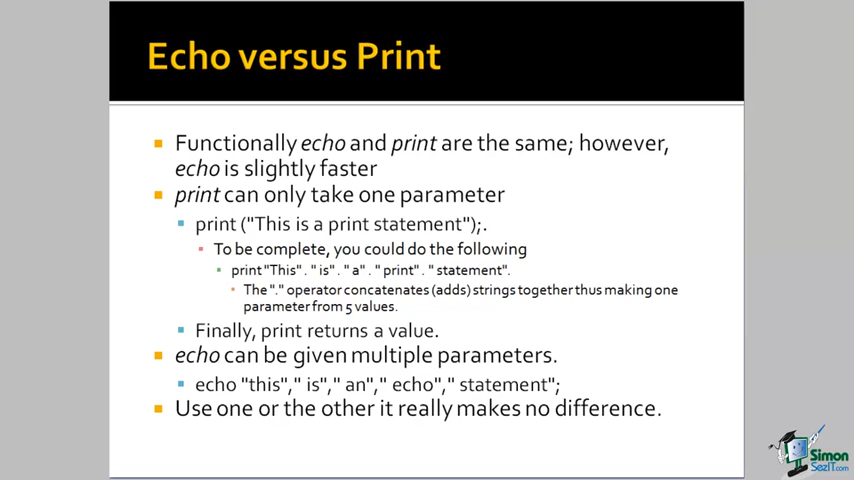 Echo versus Print
Functionally echo and print are the same; however,
echo is slightly faster
print can only take one parameter
print ("This is a print statement");.
To be complete, you could do the following
print "This" . " is" . " a" . " print" . " statement".
The "." operator concatenates (adds) strings together thus making one
parameter from 5 values.
Finally, print returns a value.
echo can be given multiple parameters.
echo "this"," is"," an"," echo"," statement";
Use one or the other it really makes no difference.
Simon
SezIT.com